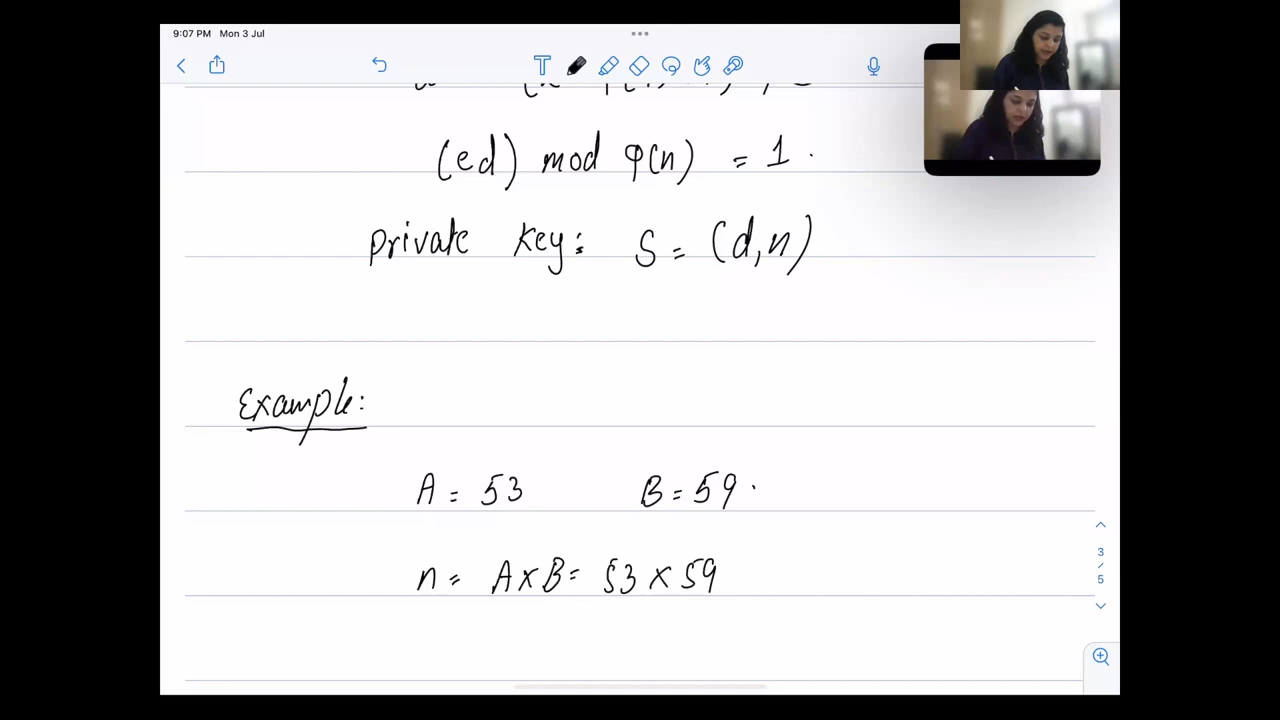 9:07 PM Mon 3 Jul
T
(ed) mod φ(n) = 1.
private key: S = (d,n)
Example:
A = 53 B = 59.
n = A×B = 53 × 59
3
/
5